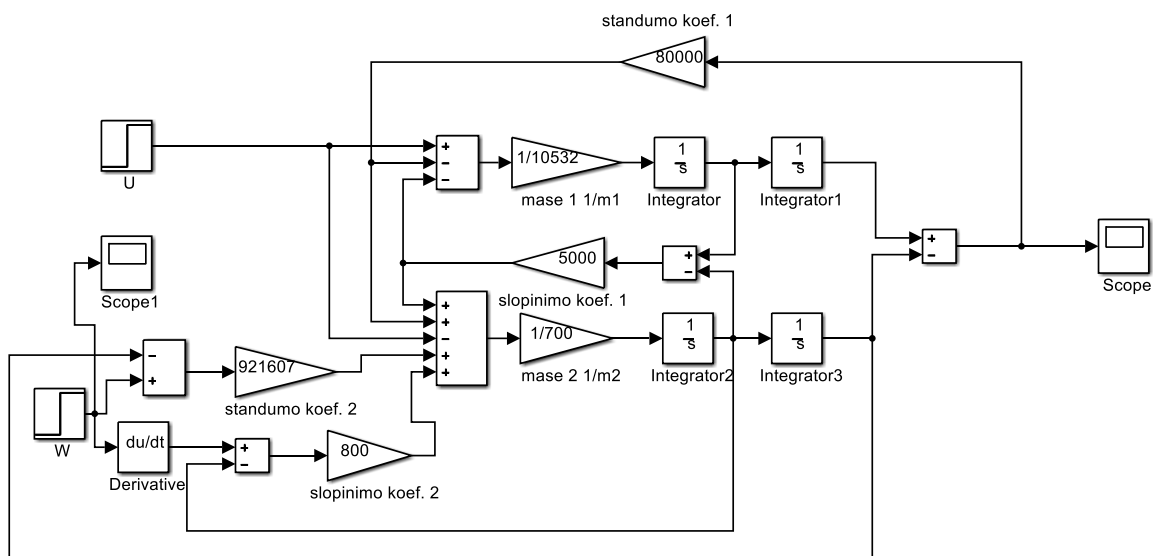 standumo koef. 1
80000
U
+
−
−
1/10532
mase 1 1/m1
1
s
Integrator
1
s
Integrator1
+
−
Scope
Scope1
5000
slopinimo koef. 1
+
−
+
+
−
+
+
1/700
mase 2 1/m2
1
s
Integrator2
1
s
Integrator3
−
+
921607
standumo koef. 2
W
du/dt
Derivative
+
−
800
slopinimo koef. 2